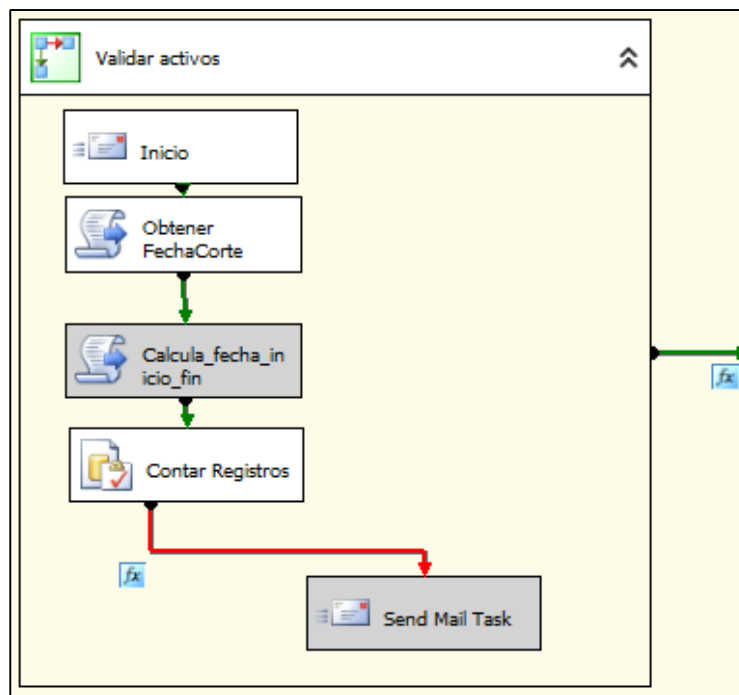 Validar activos
Inicio
Obtener
FechaCorte
Calcula_fecha_in
icio_fin
Contar Registros
fx
fx
Send Mail Task